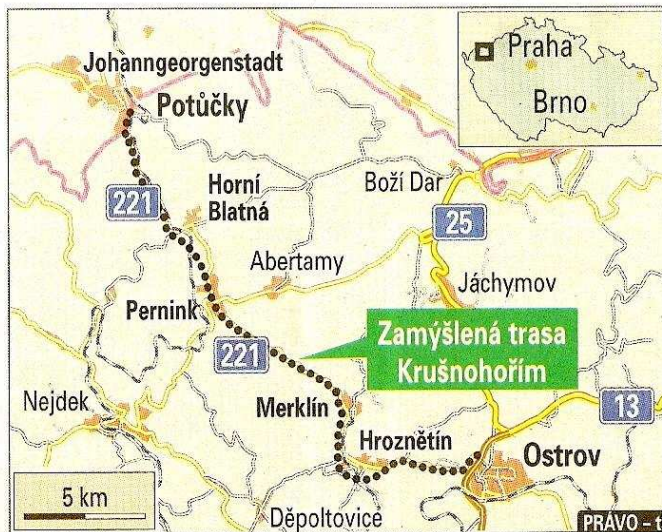 Johanngeorgenstadt
Potůčky
Praha
Brno
221
Horní
Blatná
Boží Dar
25
Abertamy
Jáchymov
Pernink
221
Zamýšlená trasa
Krušnohořím
Nejdek
Merklín
13
Hroznětín
Ostrov
5 km
Děpoltovice
PRÁVO –